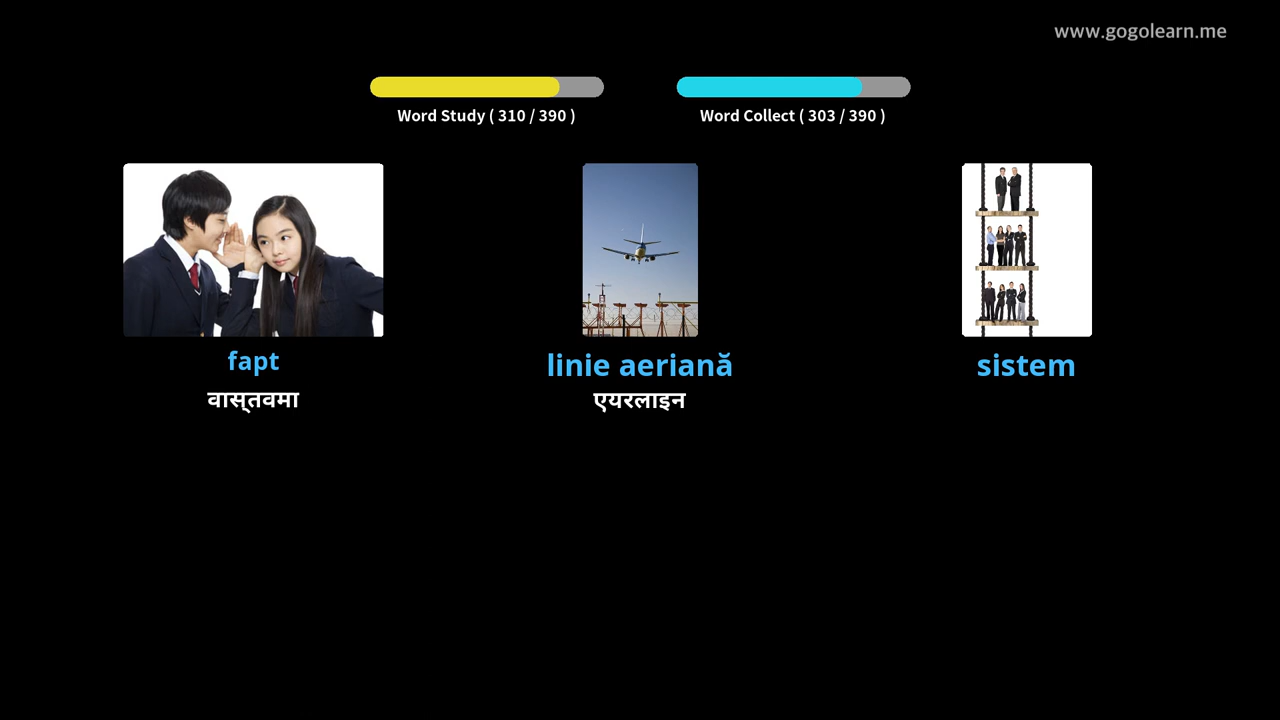 www.gogolearn.me
Word Study ( 310 / 390 )
Word Collect ( 303 / 390 )
fapt
linie aeriană
sistem
वास्तवमा
एयरलाइन